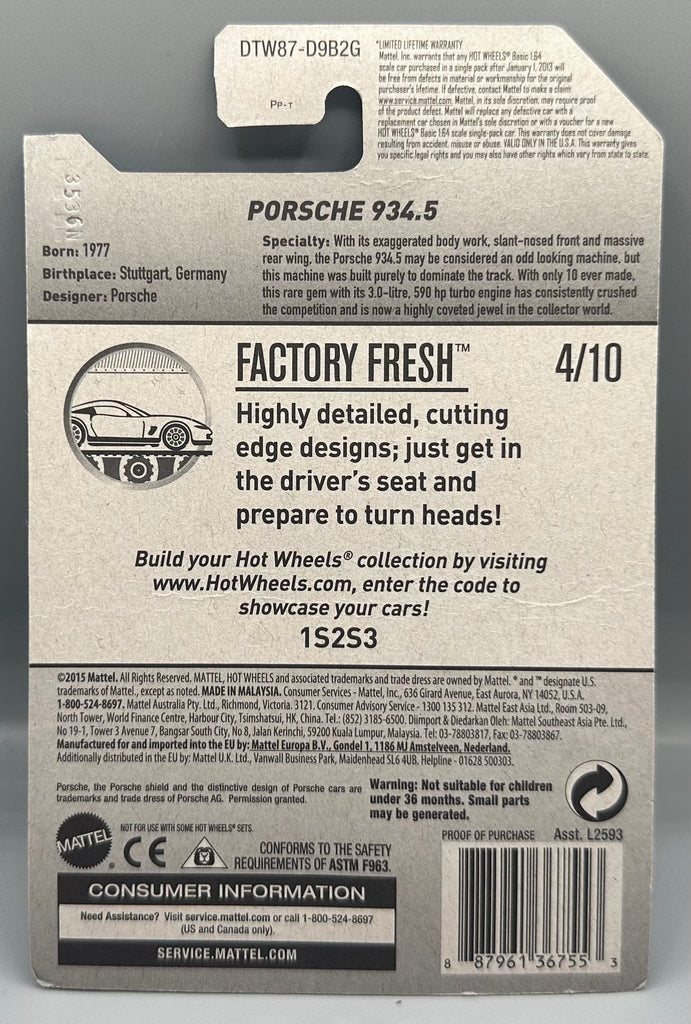 DTW87-D9B2G
PP-T
*LIMITED LIFETIME WARRANTY
Mattel, Inc. warrants that any HOT WHEELS® Basic 1:64
scale car purchased in a single pack after January 1, 2013 will
be free from defects in material or workmanship for the original
purchaser's lifetime. If defective, contact Mattel to make a claim:
www.service.mattel.com. Mattel, in its sole discretion, may require proof
of the product defect. Mattel will replace any defective car with a
replacement car chosen in Mattel's sole discretion or with a voucher for a new
HOT WHEELS® Basic 1:64 scale single-pack car. This warranty does not cover damage
resulting from accident, misuse or abuse. VALID ONLY IN THE U.S.A. This warranty gives
you specific legal rights and you may also have other rights which vary from state to state.
PORSCHE 934.5
Born: 1977
Birthplace: Stuttgart, Germany
Designer: Porsche
Specialty: With its exaggerated body work, slant-nosed front and massive
rear wing, the Porsche 934.5 may be considered an odd looking machine, but
this machine was built purely to dominate the track. With only 10 ever made,
this rare gem with its 3.0-litre, 590 hp turbo engine has consistently crushed
the competition and is now a highly coveted jewel in the collector world.
FACTORY FRESH™
4/10
Highly detailed, cutting
edge designs; just get in
the driver's seat and
prepare to turn heads!
Build your Hot Wheels® collection by visiting
www.HotWheels.com, enter the code to
showcase your cars!
1S2S3
©2015 Mattel. All Rights Reserved. MATTEL, HOT WHEELS and associated trademarks and trade dress are owned by Mattel. ® and ™ designate U.S.
trademarks of Mattel, except as noted. MADE IN MALAYSIA. Consumer Services - Mattel, Inc., 636 Girard Avenue, East Aurora, NY 14052, U.S.A.
1-800-524-8697. Mattel Australia Pty. Ltd., Richmond, Victoria. 3121. Consumer Advisory Service - 1300 135 312. Mattel East Asia Ltd., Room 503-09,
North Tower, World Finance Centre, Harbour City, Tsimshatsui, HK, China. Tel.: (852) 3185-6500. Diimport & Diedarkan Oleh: Mattel Southeast Asia Pte. Ltd.,
No 19-1, Tower 3 Avenue 7, Bangsar South City, No 8, Jalan Kerinchi, 59200 Kuala Lumpur, Malaysia. Tel: 03-78803817, Fax: 03-78803867.
Manufactured for and imported into the EU by: Mattel Europa B.V., Gondel 1, 1186 MJ Amstelveen, Nederland.
Additionally distributed in the EU by: Mattel U.K. Ltd., Vanwall Business Park, Maidenhead SL6 4UB. Helpline - 01628 500303.
Porsche, the Porsche shield and the distinctive design of Porsche cars are
trademarks and trade dress of Porsche AG. Permission granted.
Warning: Not suitable for children
under 36 months. Small parts
may be generated.
MATTEL®
NOT FOR USE WITH SOME HOT WHEELS® SETS.
CE
CONFORMS TO THE SAFETY
REQUIREMENTS OF ASTM F963.
PROOF OF PURCHASE Asst. L2593
CONSUMER INFORMATION
Need Assistance? Visit service.mattel.com or call 1-800-524-8697
(US and Canada only).
SERVICE.MATTEL.COM
8 87961 36755 3